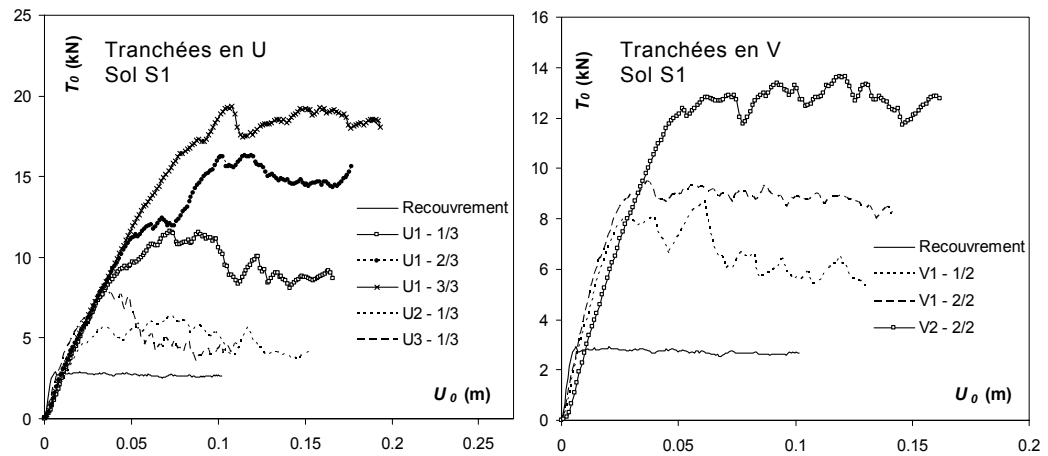 25
20
15
10
5
0
T₀ (kN)
Tranchées en U
Sol S1
Recouvrement
U1 - 1/3
U1 - 2/3
U1 - 3/3
U2 - 1/3
U3 - 1/3
U₀ (m)
0 0.05 0.1 0.15 0.2 0.25
16
14
12
10
8
6
4
2
0
T₀ (kN)
Tranchées en V
Sol S1
Recouvrement
V1 - 1/2
V1 - 2/2
V2 - 2/2
U₀ (m)
0 0.05 0.1 0.15 0.2